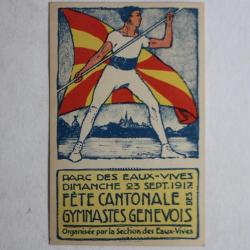 PARC DES EAUX-VIVES
DIMANCHE 23 SEPT. 1917
FÊTE CANTONALE
DES
GYMNASTES GENEVOIS
Organisée par la Section des Eaux-Vives